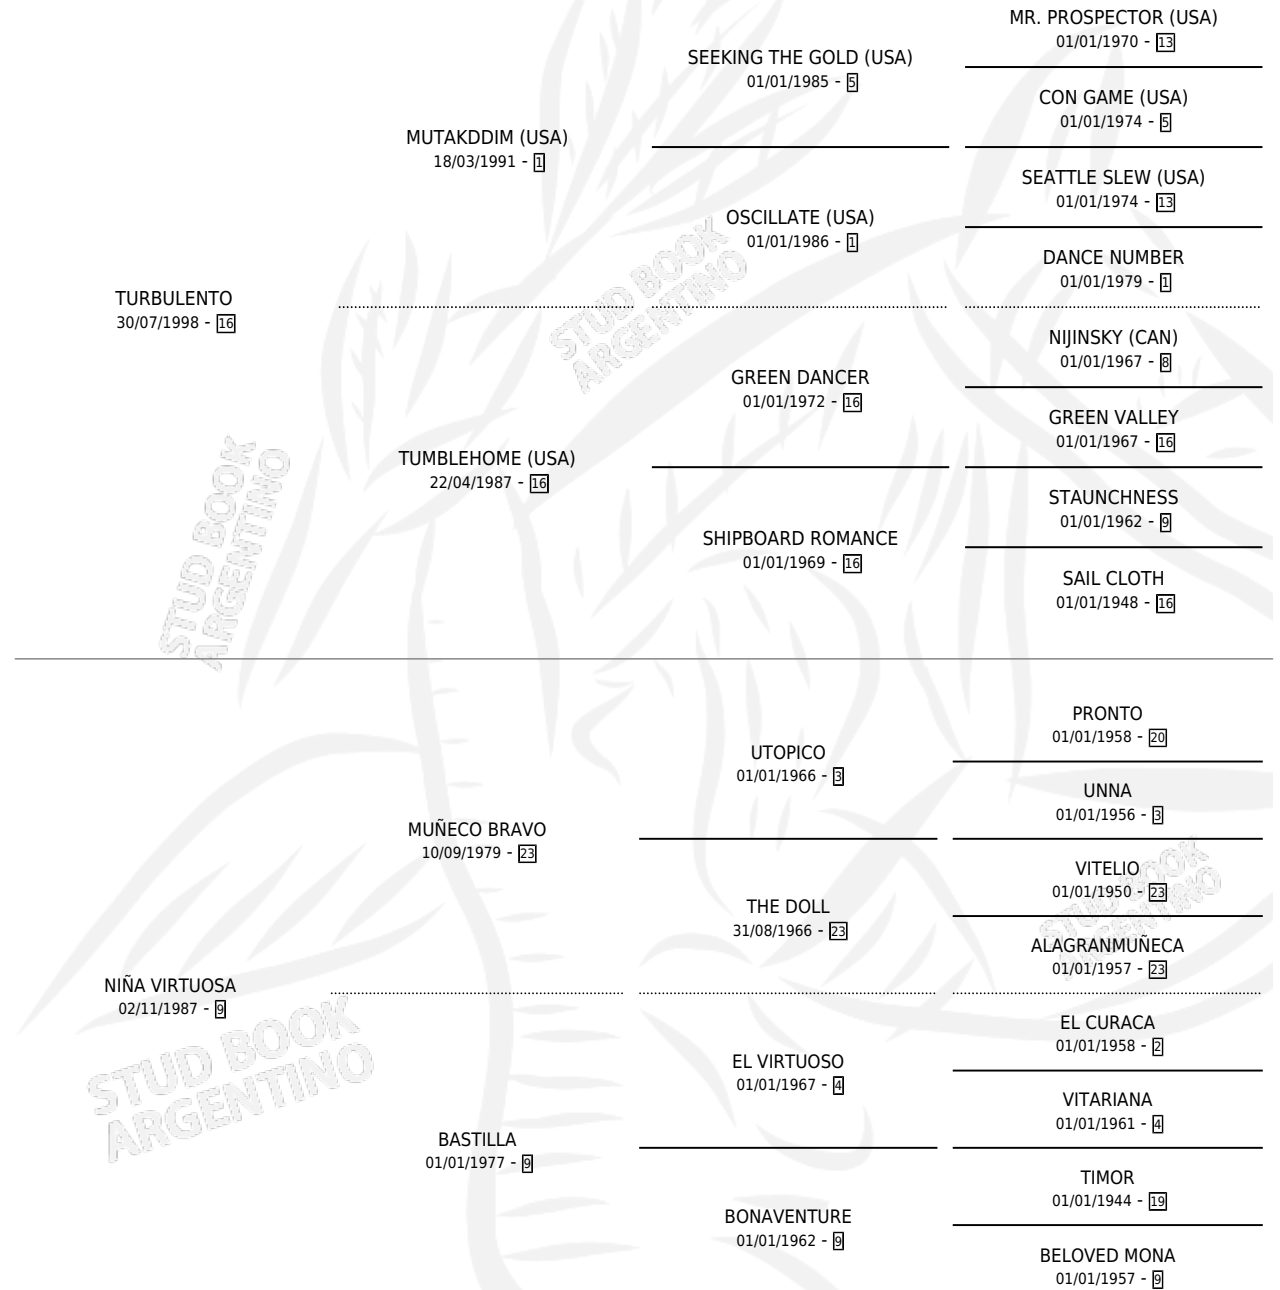 MR. PROSPECTOR (USA)
01/01/1970 - 13
SEEKING THE GOLD (USA)
01/01/1985 - 5
CON GAME (USA)
01/01/1974 - 5
MUTAKDDIM (USA)
18/03/1991 - 1
SEATTLE SLEW (USA)
01/01/1974 - 13
OSCILLATE (USA)
01/01/1986 - 1
DANCE NUMBER
01/01/1979 - 1
TURBULENTO
30/07/1998 - 16
NIJINSKY (CAN)
01/01/1967 - 8
GREEN DANCER
01/01/1972 - 16
GREEN VALLEY
01/01/1967 - 16
TUMBLEHOME (USA)
22/04/1987 - 16
STAUNCHNESS
01/01/1962 - 9
SHIPBOARD ROMANCE
01/01/1969 - 16
SAIL CLOTH
01/01/1948 - 16
STUD BOOK
ARGENTINO
STUD BOOK
ARGENTINO
PRONTO
01/01/1958 - 20
UTOPICO
01/01/1966 - 3
UNNA
01/01/1956 - 3
MUÑECO BRAVO
10/09/1979 - 23
VITELIO
01/01/1950 - 23
THE DOLL
31/08/1966 - 23
ALAGRANMUÑECA
01/01/1957 - 23
STUD BOOK
ARGENTINO
NIÑA VIRTUOSA
02/11/1987 - 9
EL CURACA
01/01/1958 - 2
EL VIRTUOSO
01/01/1967 - 4
VITARIANA
01/01/1961 - 4
STUD BOOK
ARGENTINO
BASTILLA
01/01/1977 - 9
TIMOR
01/01/1944 - 19
BONAVENTURE
01/01/1962 - 9
BELOVED MONA
01/01/1957 - 9